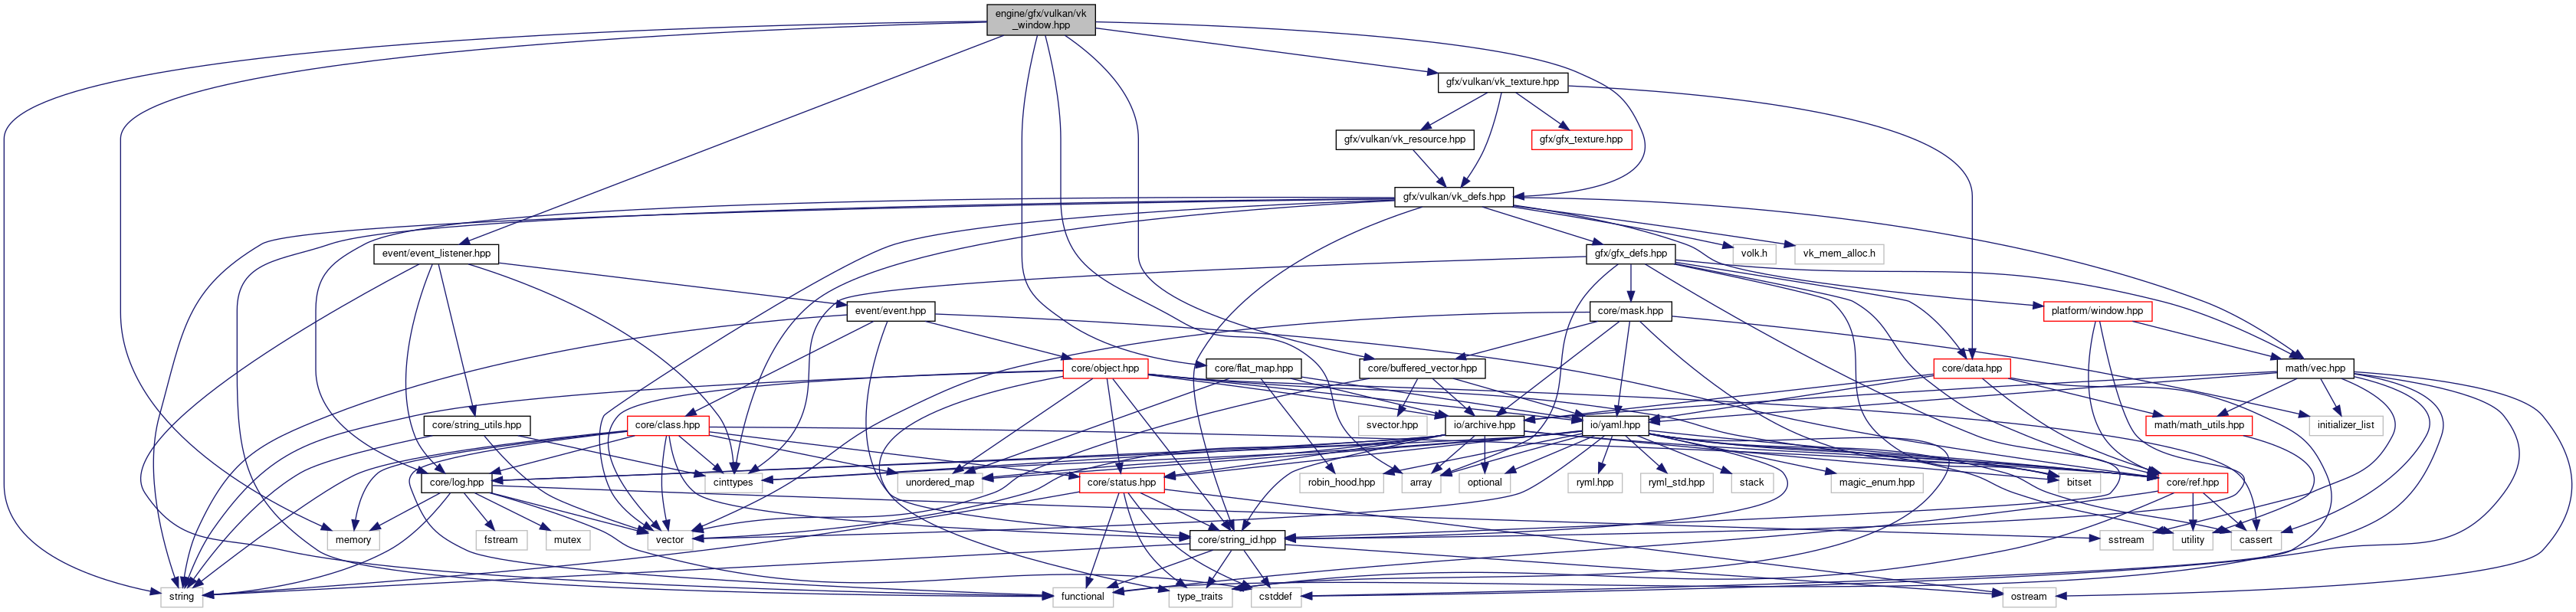 engine/gfx/vulkan/vk
_window.hpp
gfx/vulkan/vk_texture.hpp
gfx/vulkan/vk_resource.hpp
gfx/gfx_texture.hpp
gfx/vulkan/vk_defs.hpp
event/event_listener.hpp
gfx/gfx_defs.hpp
volk.h
vk_mem_alloc.h
event/event.hpp
core/mask.hpp
platform/window.hpp
core/object.hpp
core/flat_map.hpp
core/buffered_vector.hpp
core/data.hpp
math/vec.hpp
core/string_utils.hpp
core/class.hpp
svector.hpp
io/archive.hpp
io/yaml.hpp
math/math_utils.hpp
initializer_list
core/log.hpp
cinttypes
unordered_map
core/status.hpp
robin_hood.hpp
array
optional
ryml.hpp
ryml_std.hpp
stack
magic_enum.hpp
bitset
core/ref.hpp
memory
fstream
mutex
vector
core/string_id.hpp
sstream
utility
cassert
string
functional
type_traits
cstddef
ostream